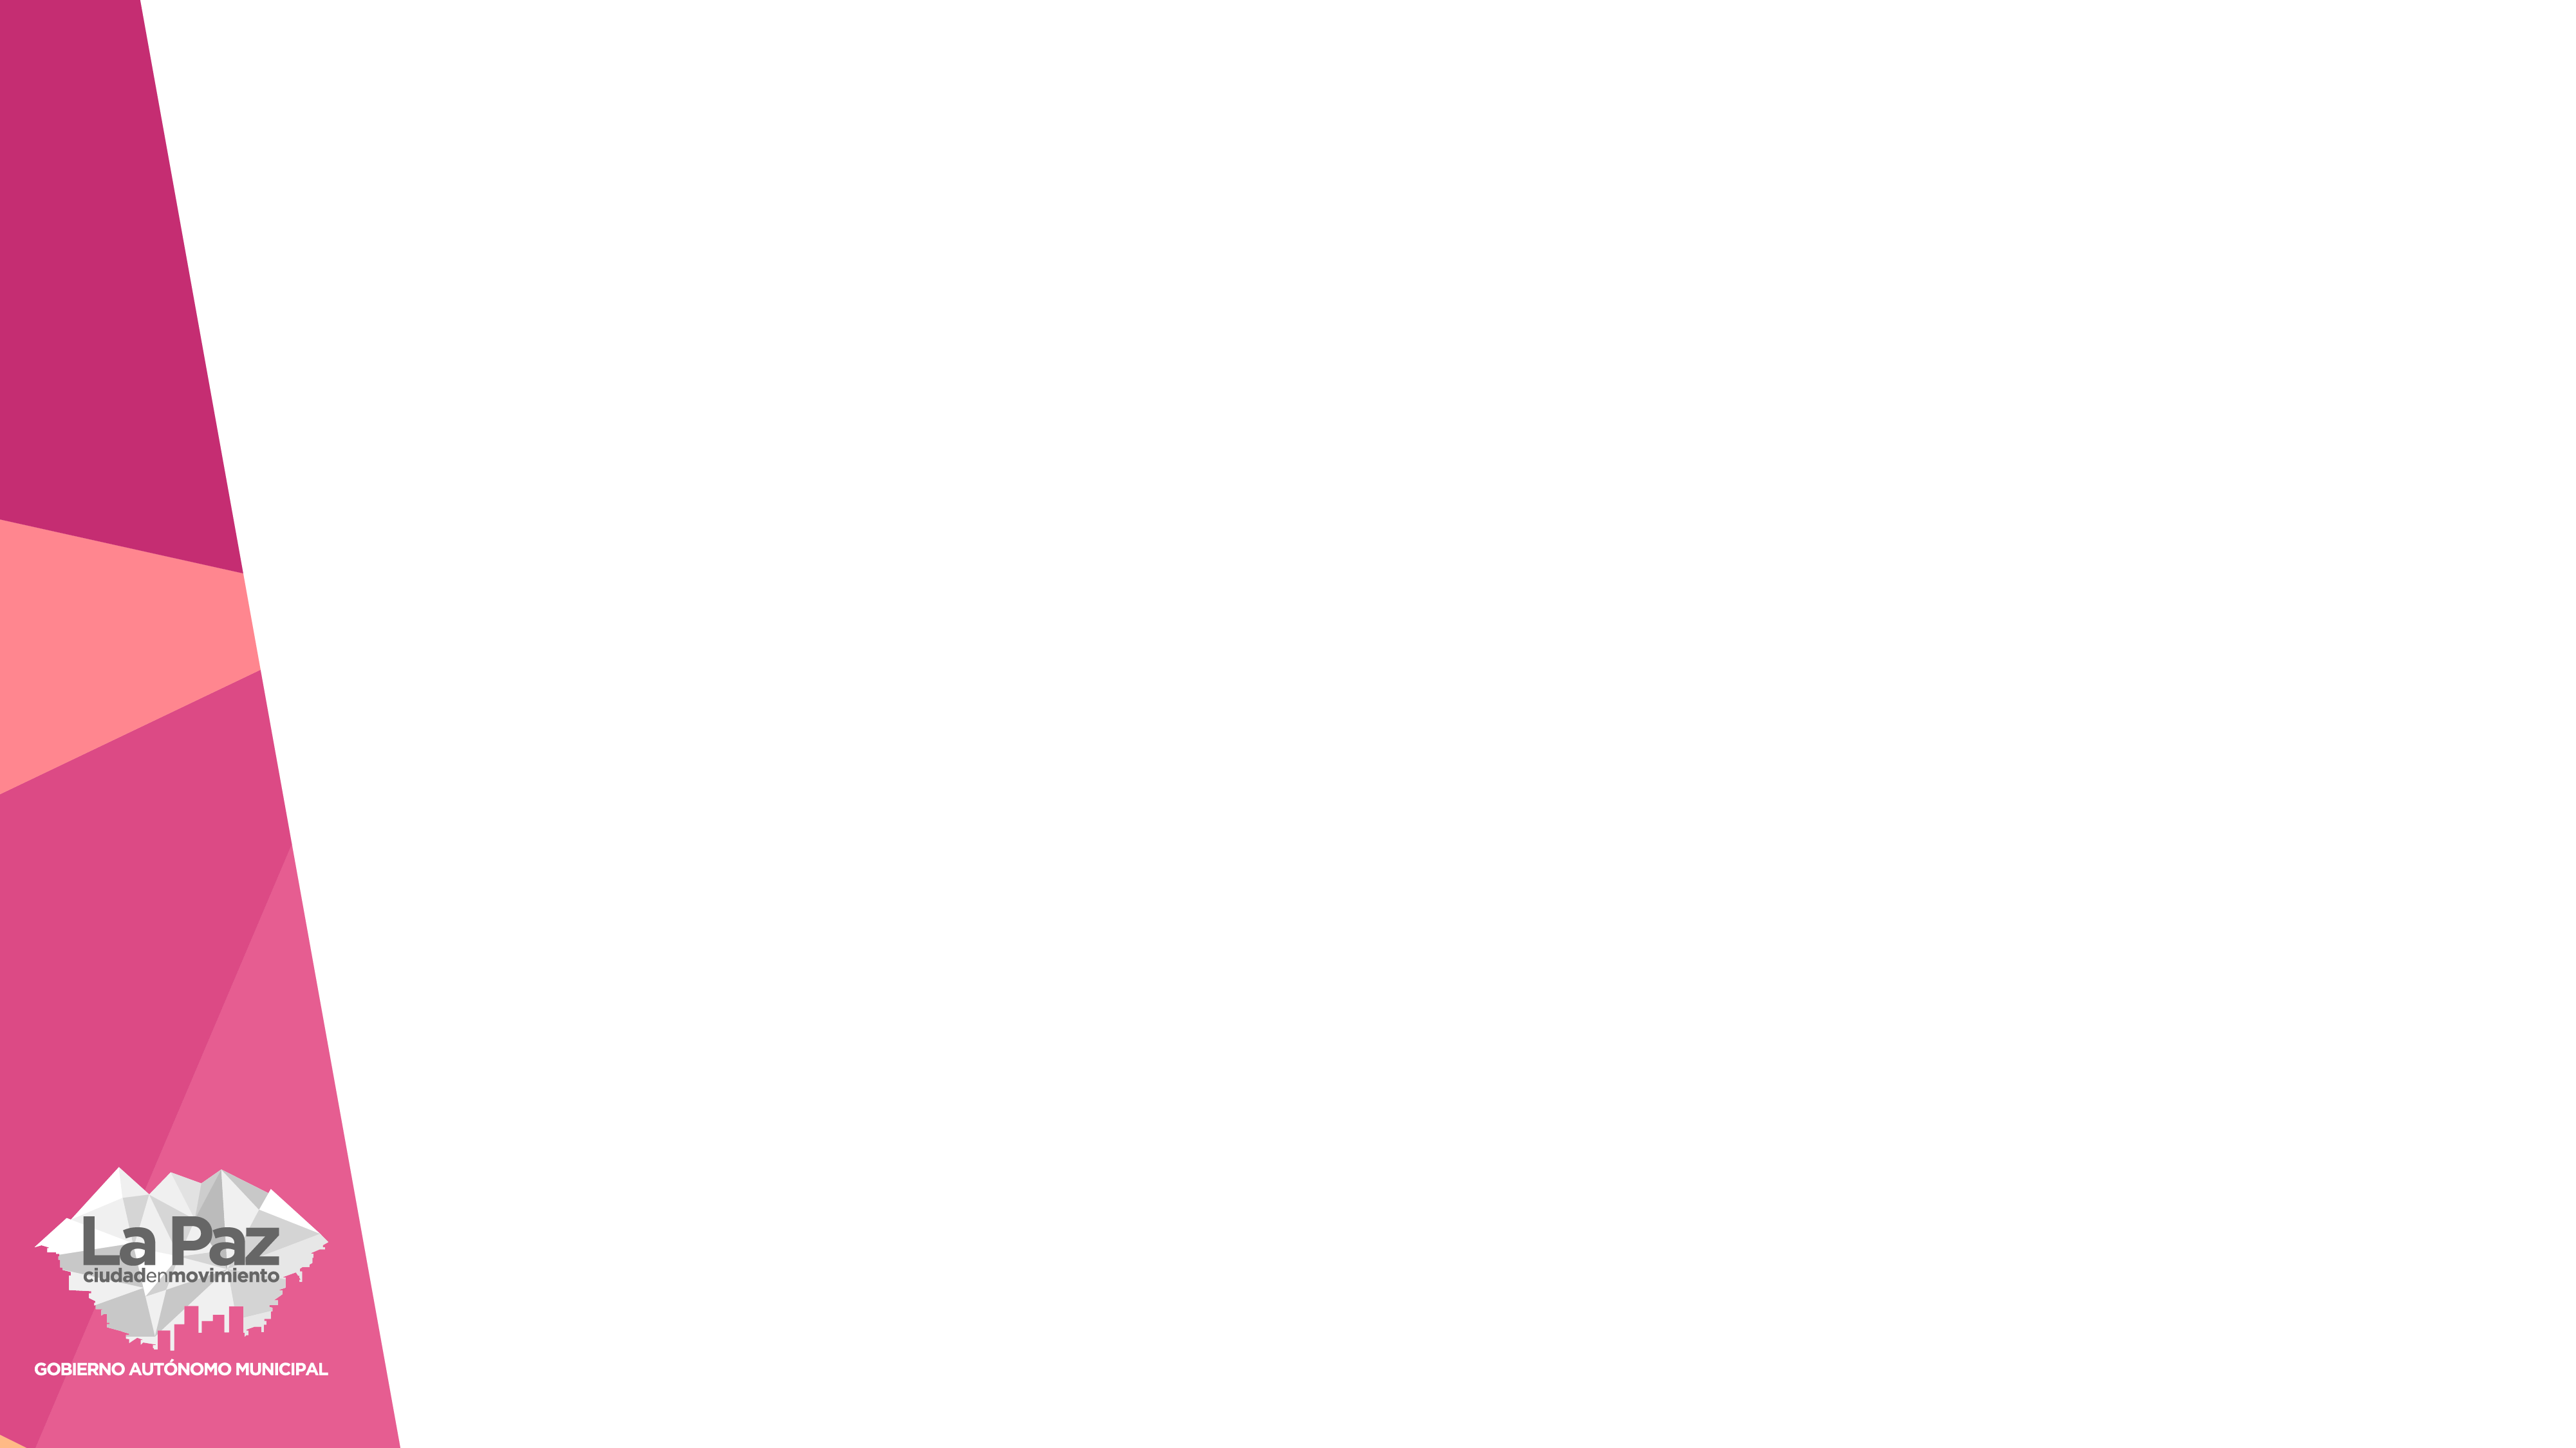 La Paz
ciudadenmovimiento
GOBIERNO AUTÓNOMO MUNICIPAL